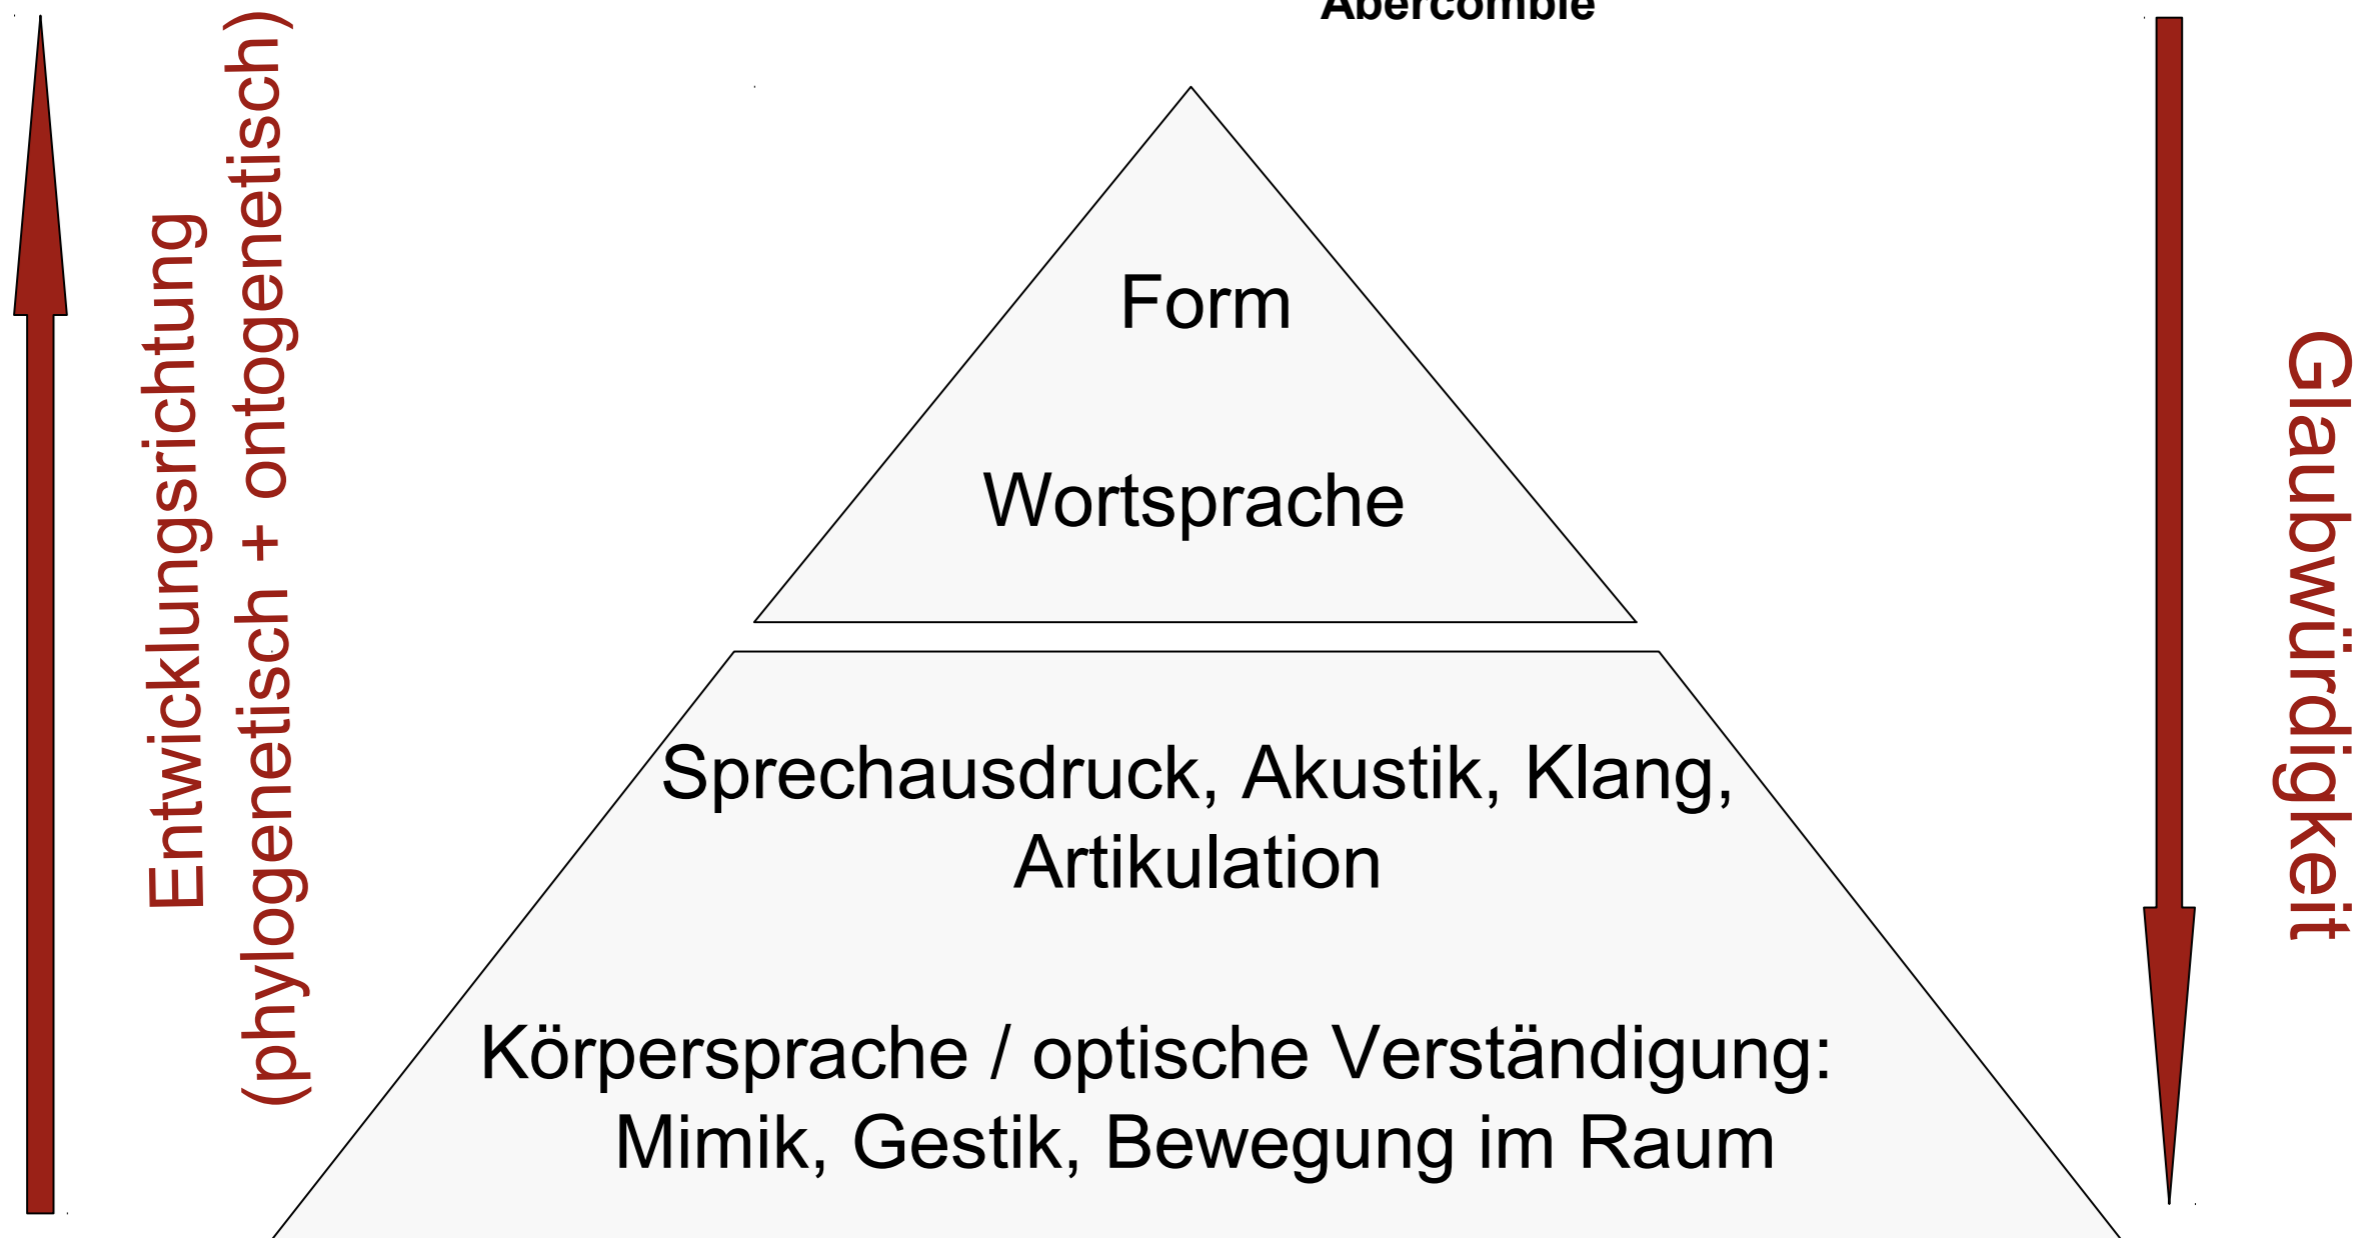 Abercombie
Entwicklungsrichtung
(phylogenetisch + ontogenetisch)
Form
Wortsprache
Sprechausdruck, Akustik, Klang,
Artikulation
Körpersprache / optische Verständigung:
Mimik, Gestik, Bewegung im Raum
Glaubwürdigkeit